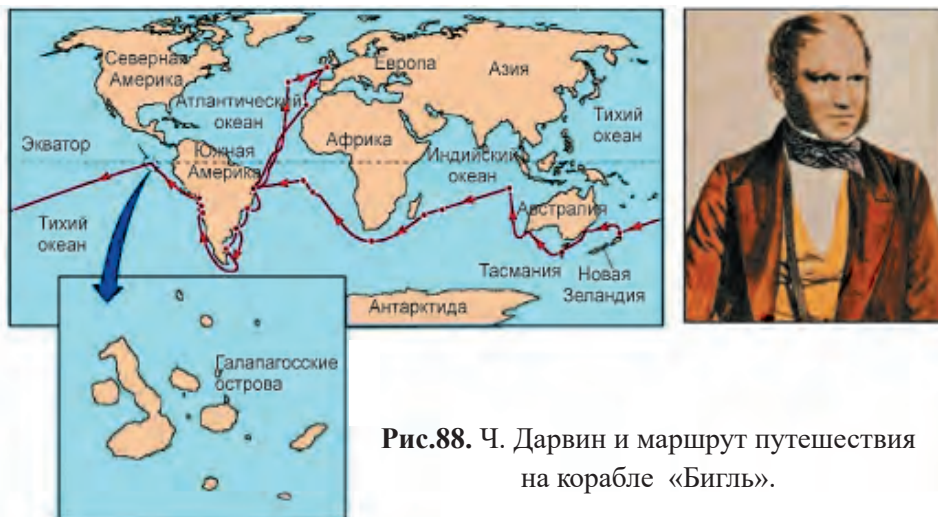 Северная
Америка
Европа
Азия
Атлантический
океан
Тихий
океан
Экватор
Африка
Южная
Америка
Индийский
океан
Тихий
океан
Австралия
Тасмания
Новая
Зеландия
Антарктида
Галапагосские
острова
Рис.88. Ч. Дарвин и маршрут путешествия
на корабле «Бигль».